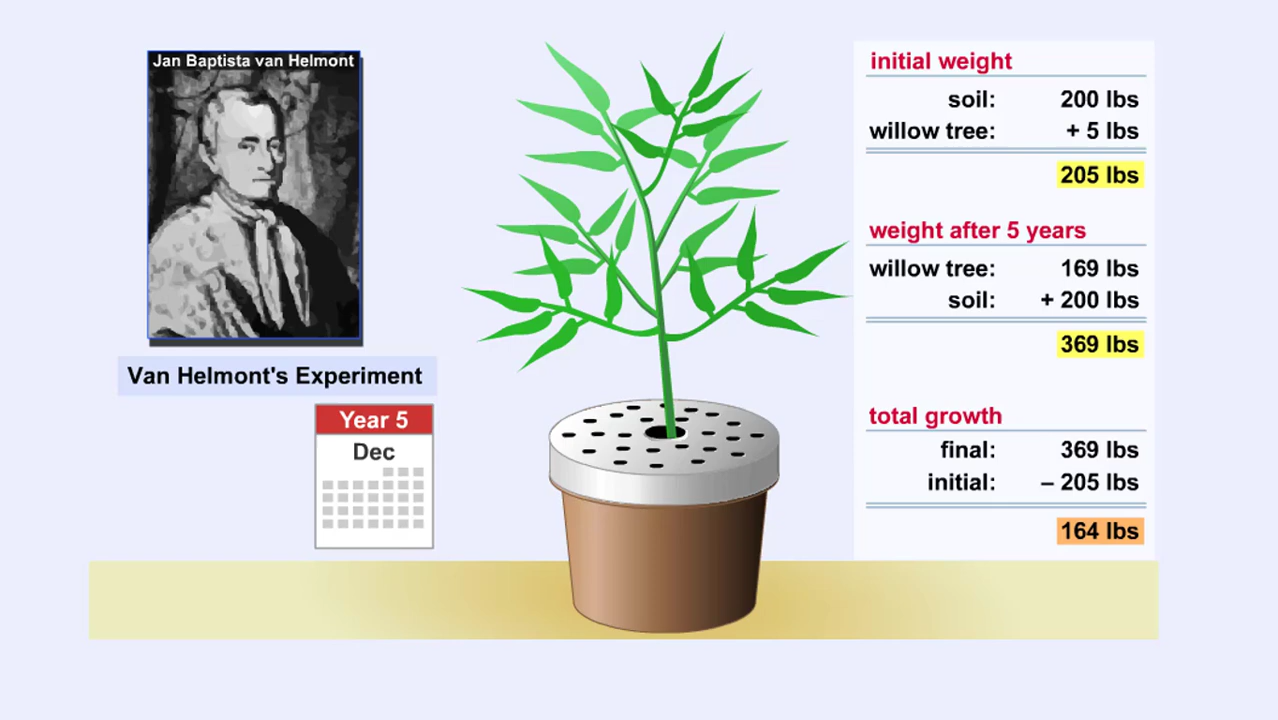 Jan Baptista van Helmont
Van Helmont's Experiment
Year 5
Dec
initial weight
soil: 200 lbs
willow tree: + 5 lbs
205 lbs
weight after 5 years
willow tree: 169 lbs
soil: + 200 lbs
369 lbs
total growth
final: 369 lbs
initial: – 205 lbs
164 lbs